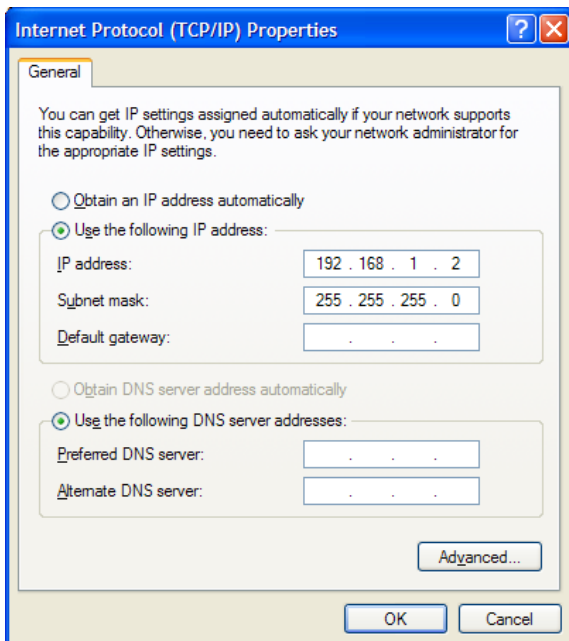 Internet Protocol (TCP/IP) Properties
General
You can get IP settings assigned automatically if your network supports
this capability. Otherwise, you need to ask your network administrator for
the appropriate IP settings.
Obtain an IP address automatically
Use the following IP address:
IP address: 192 . 168 . 1 . 2
Subnet mask: 255 . 255 . 255 . 0
Default gateway: . . .
Obtain DNS server address automatically
Use the following DNS server addresses:
Preferred DNS server: . . .
Alternate DNS server: . . .
Advanced...
OK Cancel